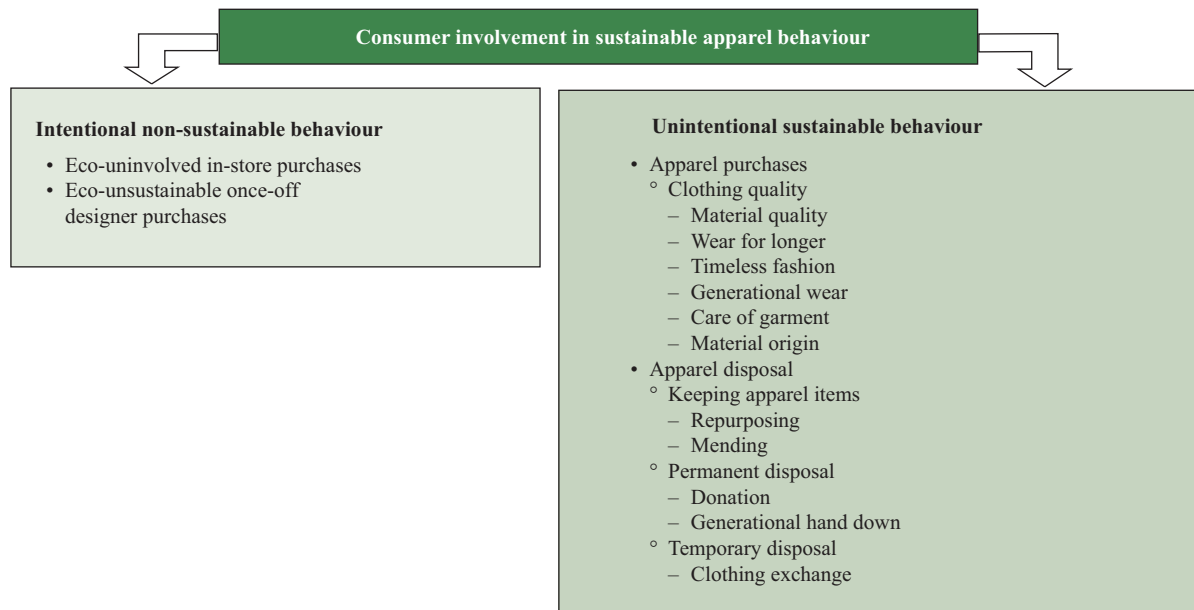 Consumer involvement in sustainable apparel behaviour
Intentional non-sustainable behaviour
• Eco-uninvolved in-store purchases
• Eco-unsustainable once-off
designer purchases
Unintentional sustainable behaviour
• Apparel purchases
° Clothing quality
– Material quality
– Wear for longer
– Timeless fashion
– Generational wear
– Care of garment
– Material origin
• Apparel disposal
° Keeping apparel items
– Repurposing
– Mending
° Permanent disposal
– Donation
– Generational hand down
° Temporary disposal
– Clothing exchange